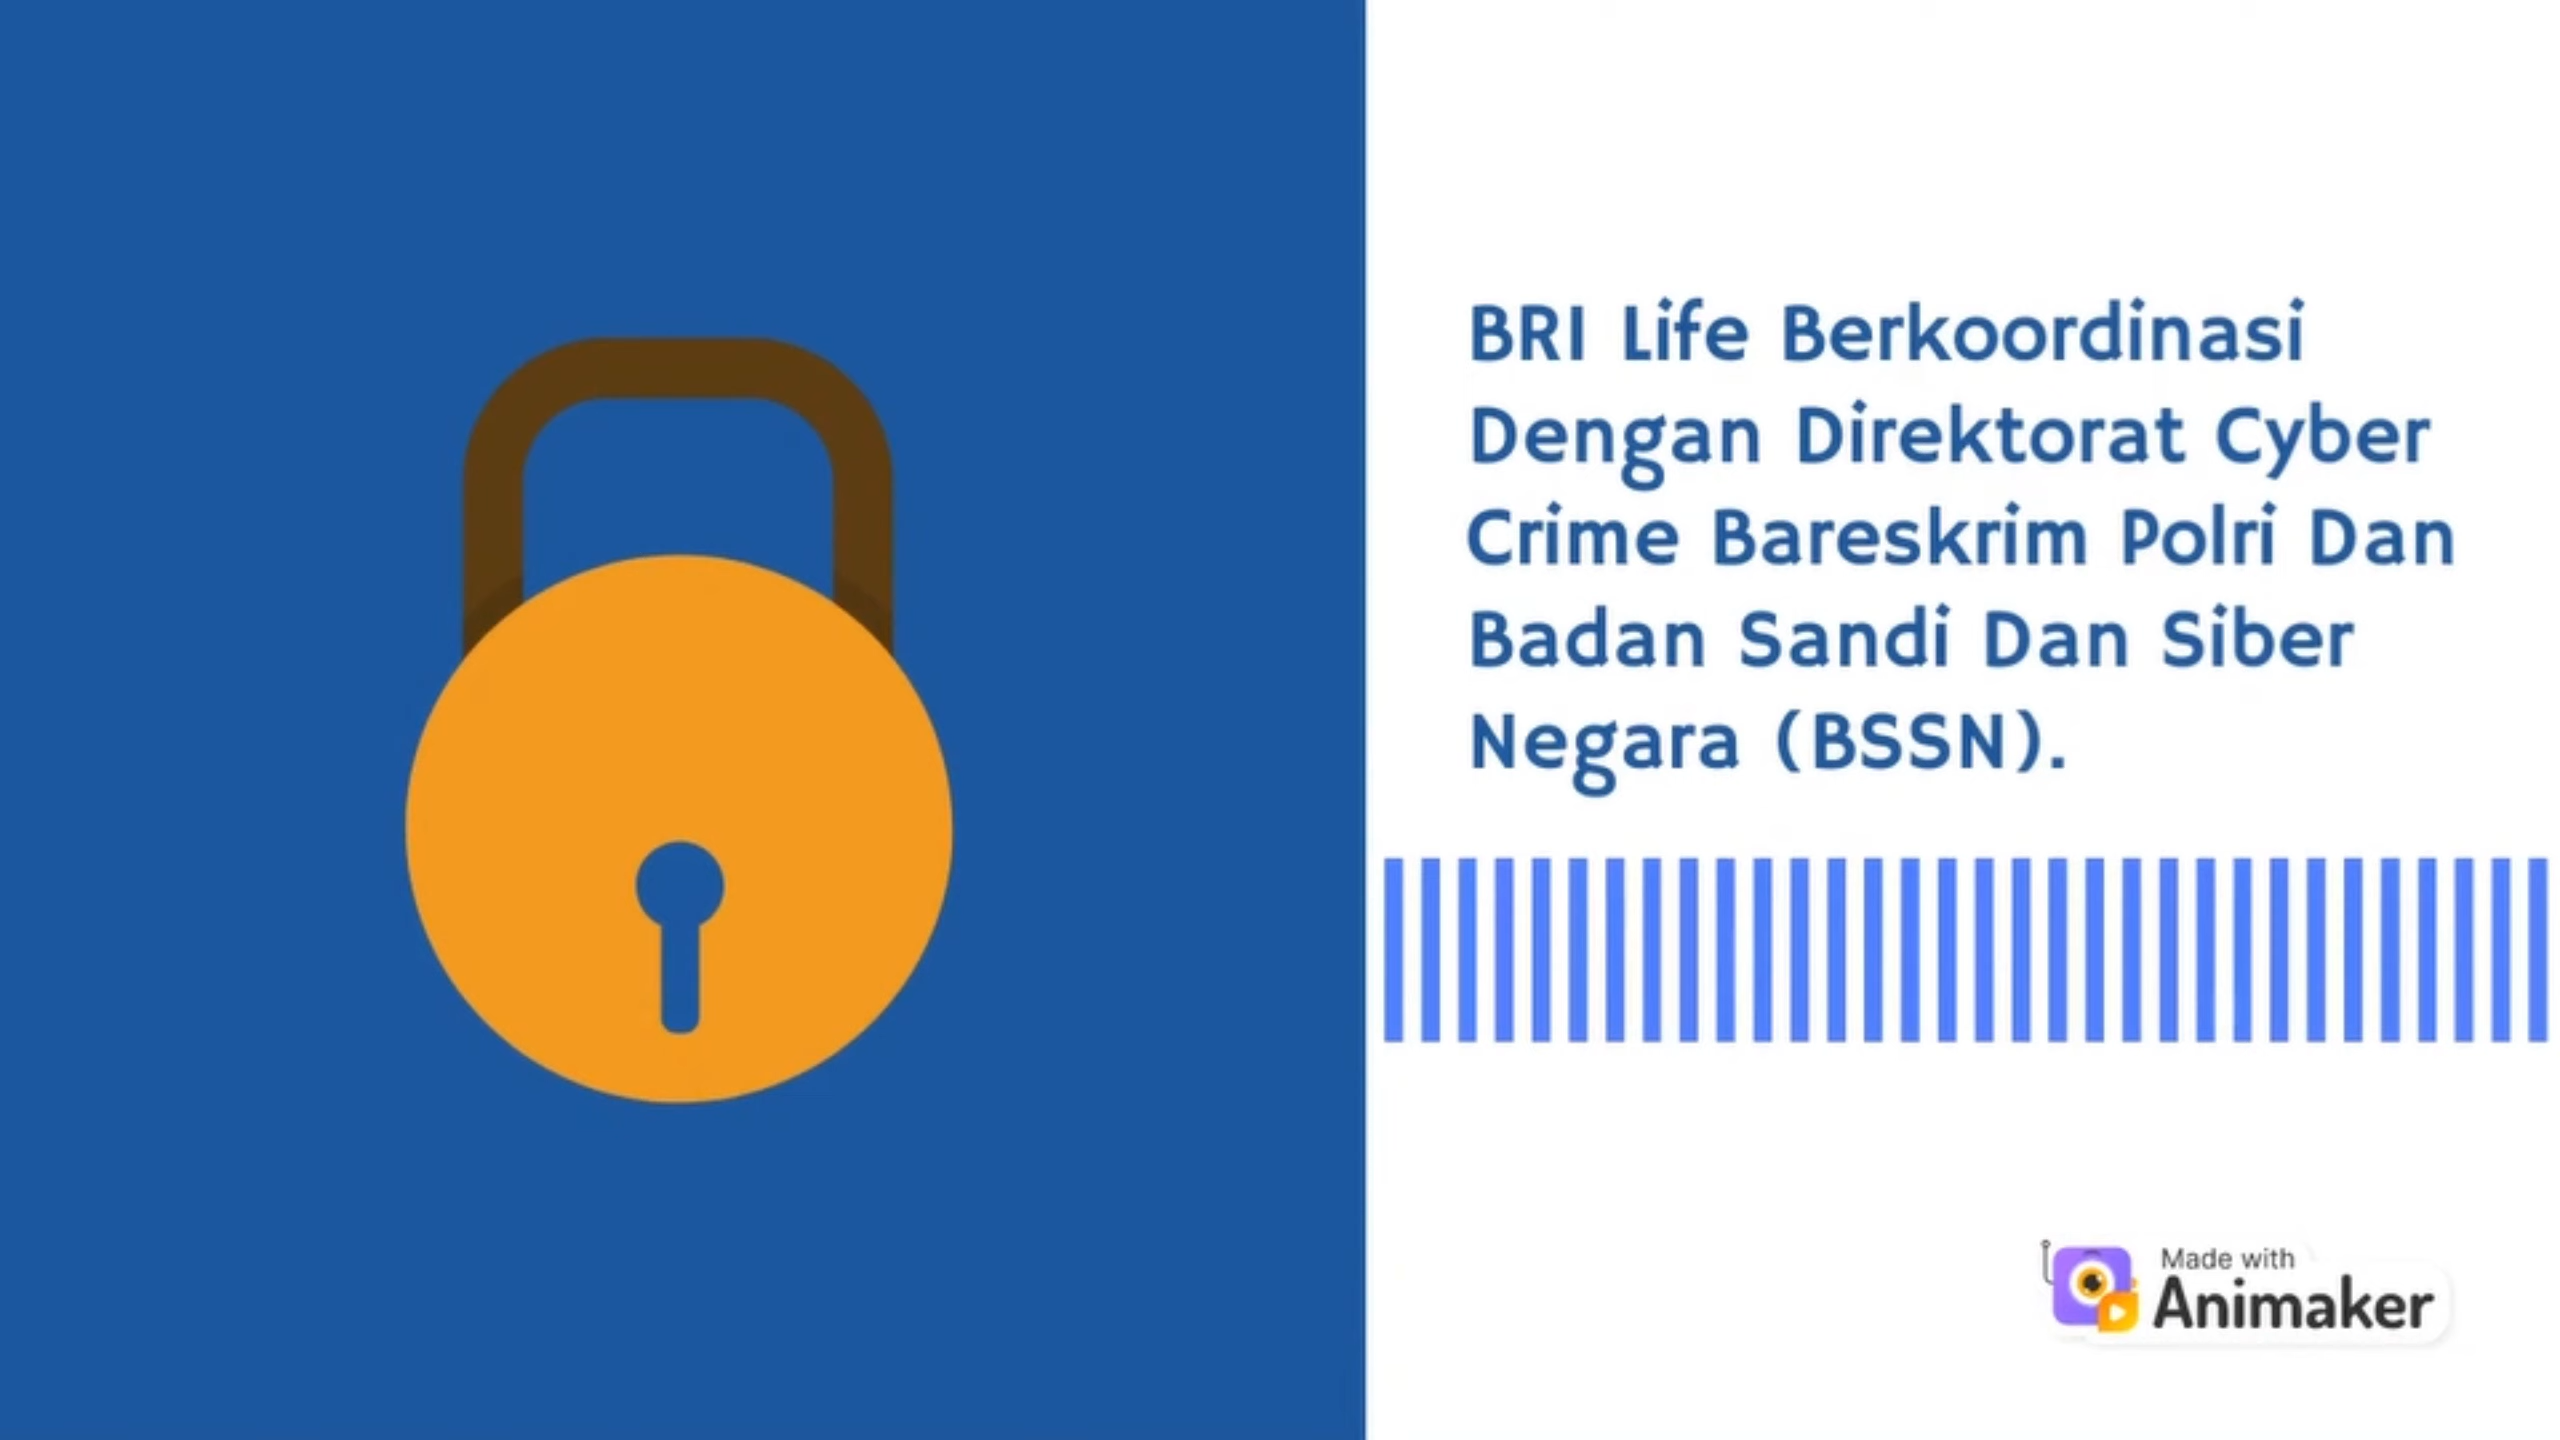 BRI Life Berkoordinasi
Dengan Direktorat Cyber
Crime Bareskrim Polri Dan
Badan Sandi Dan Siber
Negara (BSSN).
Made with
Animaker